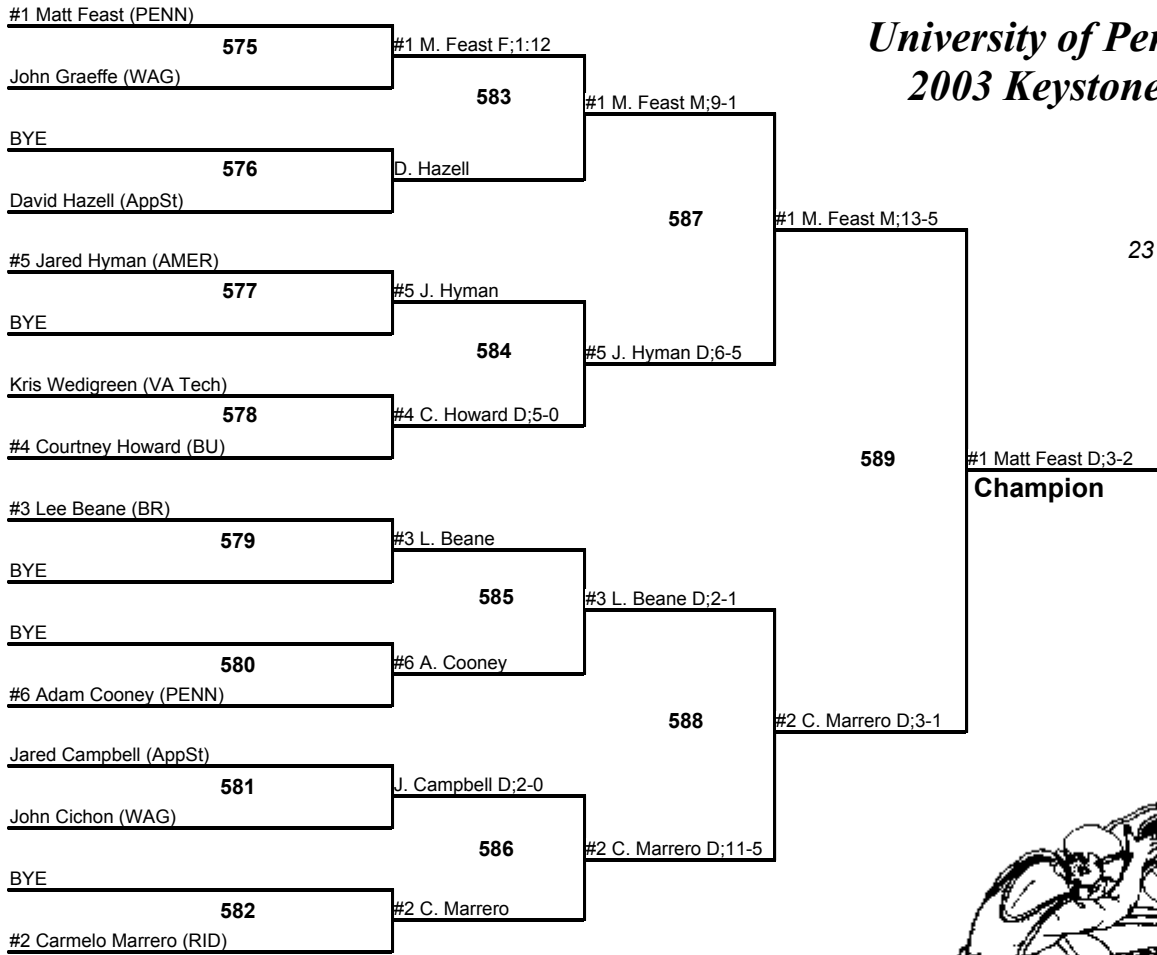 #1 Matt Feast (PENN)
575
John Graeffe (WAG)
BYE
576
David Hazell (AppSt)
#5 Jared Hyman (AMER)
577
BYE
Kris Wedigreen (VA Tech)
578
#4 Courtney Howard (BU)
#3 Lee Beane (BR)
579
BYE
BYE
580
#6 Adam Cooney (PENN)
Jared Campbell (AppSt)
581
John Cichon (WAG)
BYE
582
#2 Carmelo Marrero (RID)
#1 M. Feast F;1:12
583
D. Hazell
#5 J. Hyman
584
#4 C. Howard D;5-0
#3 L. Beane
585
#6 A. Cooney
J. Campbell D;2-0
586
#2 C. Marrero
#1 M. Feast M;9-1
587
#5 J. Hyman D;6-5
#3 L. Beane D;2-1
588
#2 C. Marrero D;11-5
#1 M. Feast M;13-5
589
#2 C. Marrero D;3-1
#1 Matt Feast D;3-2
Champion
University of Per
2003 Keystone
23